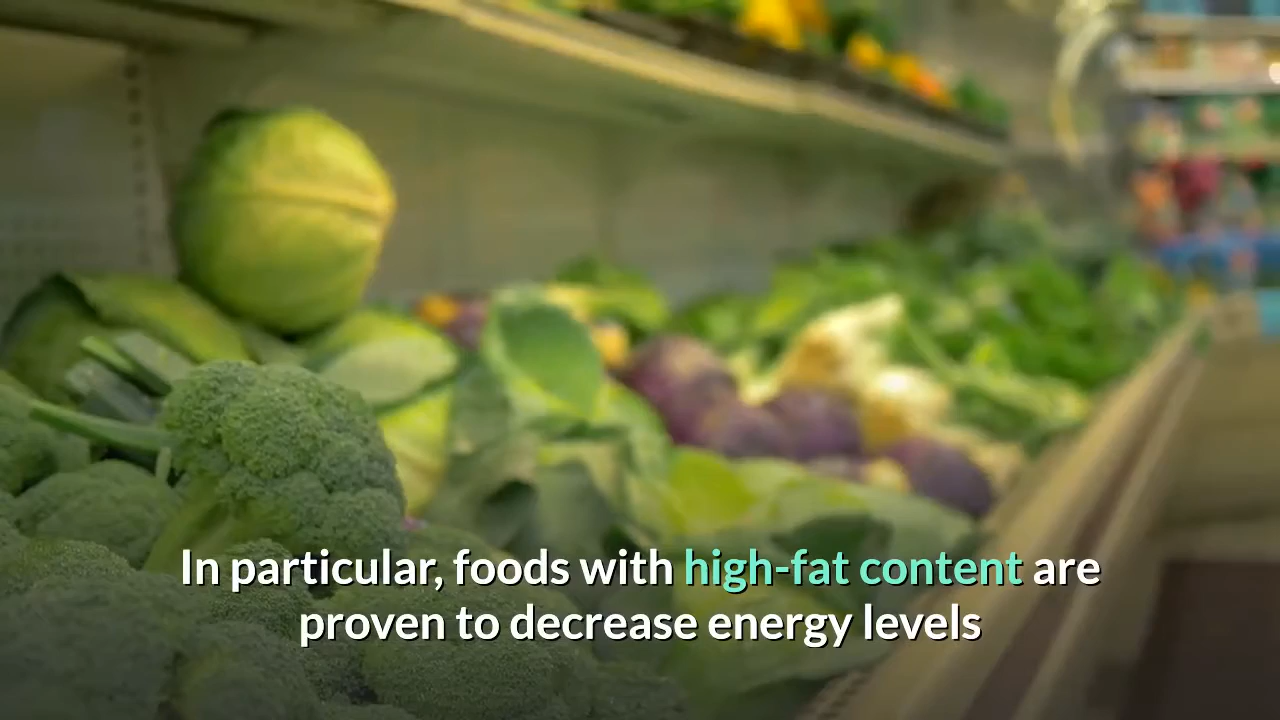 In particular, foods with high-fat content are
proven to decrease energy levels